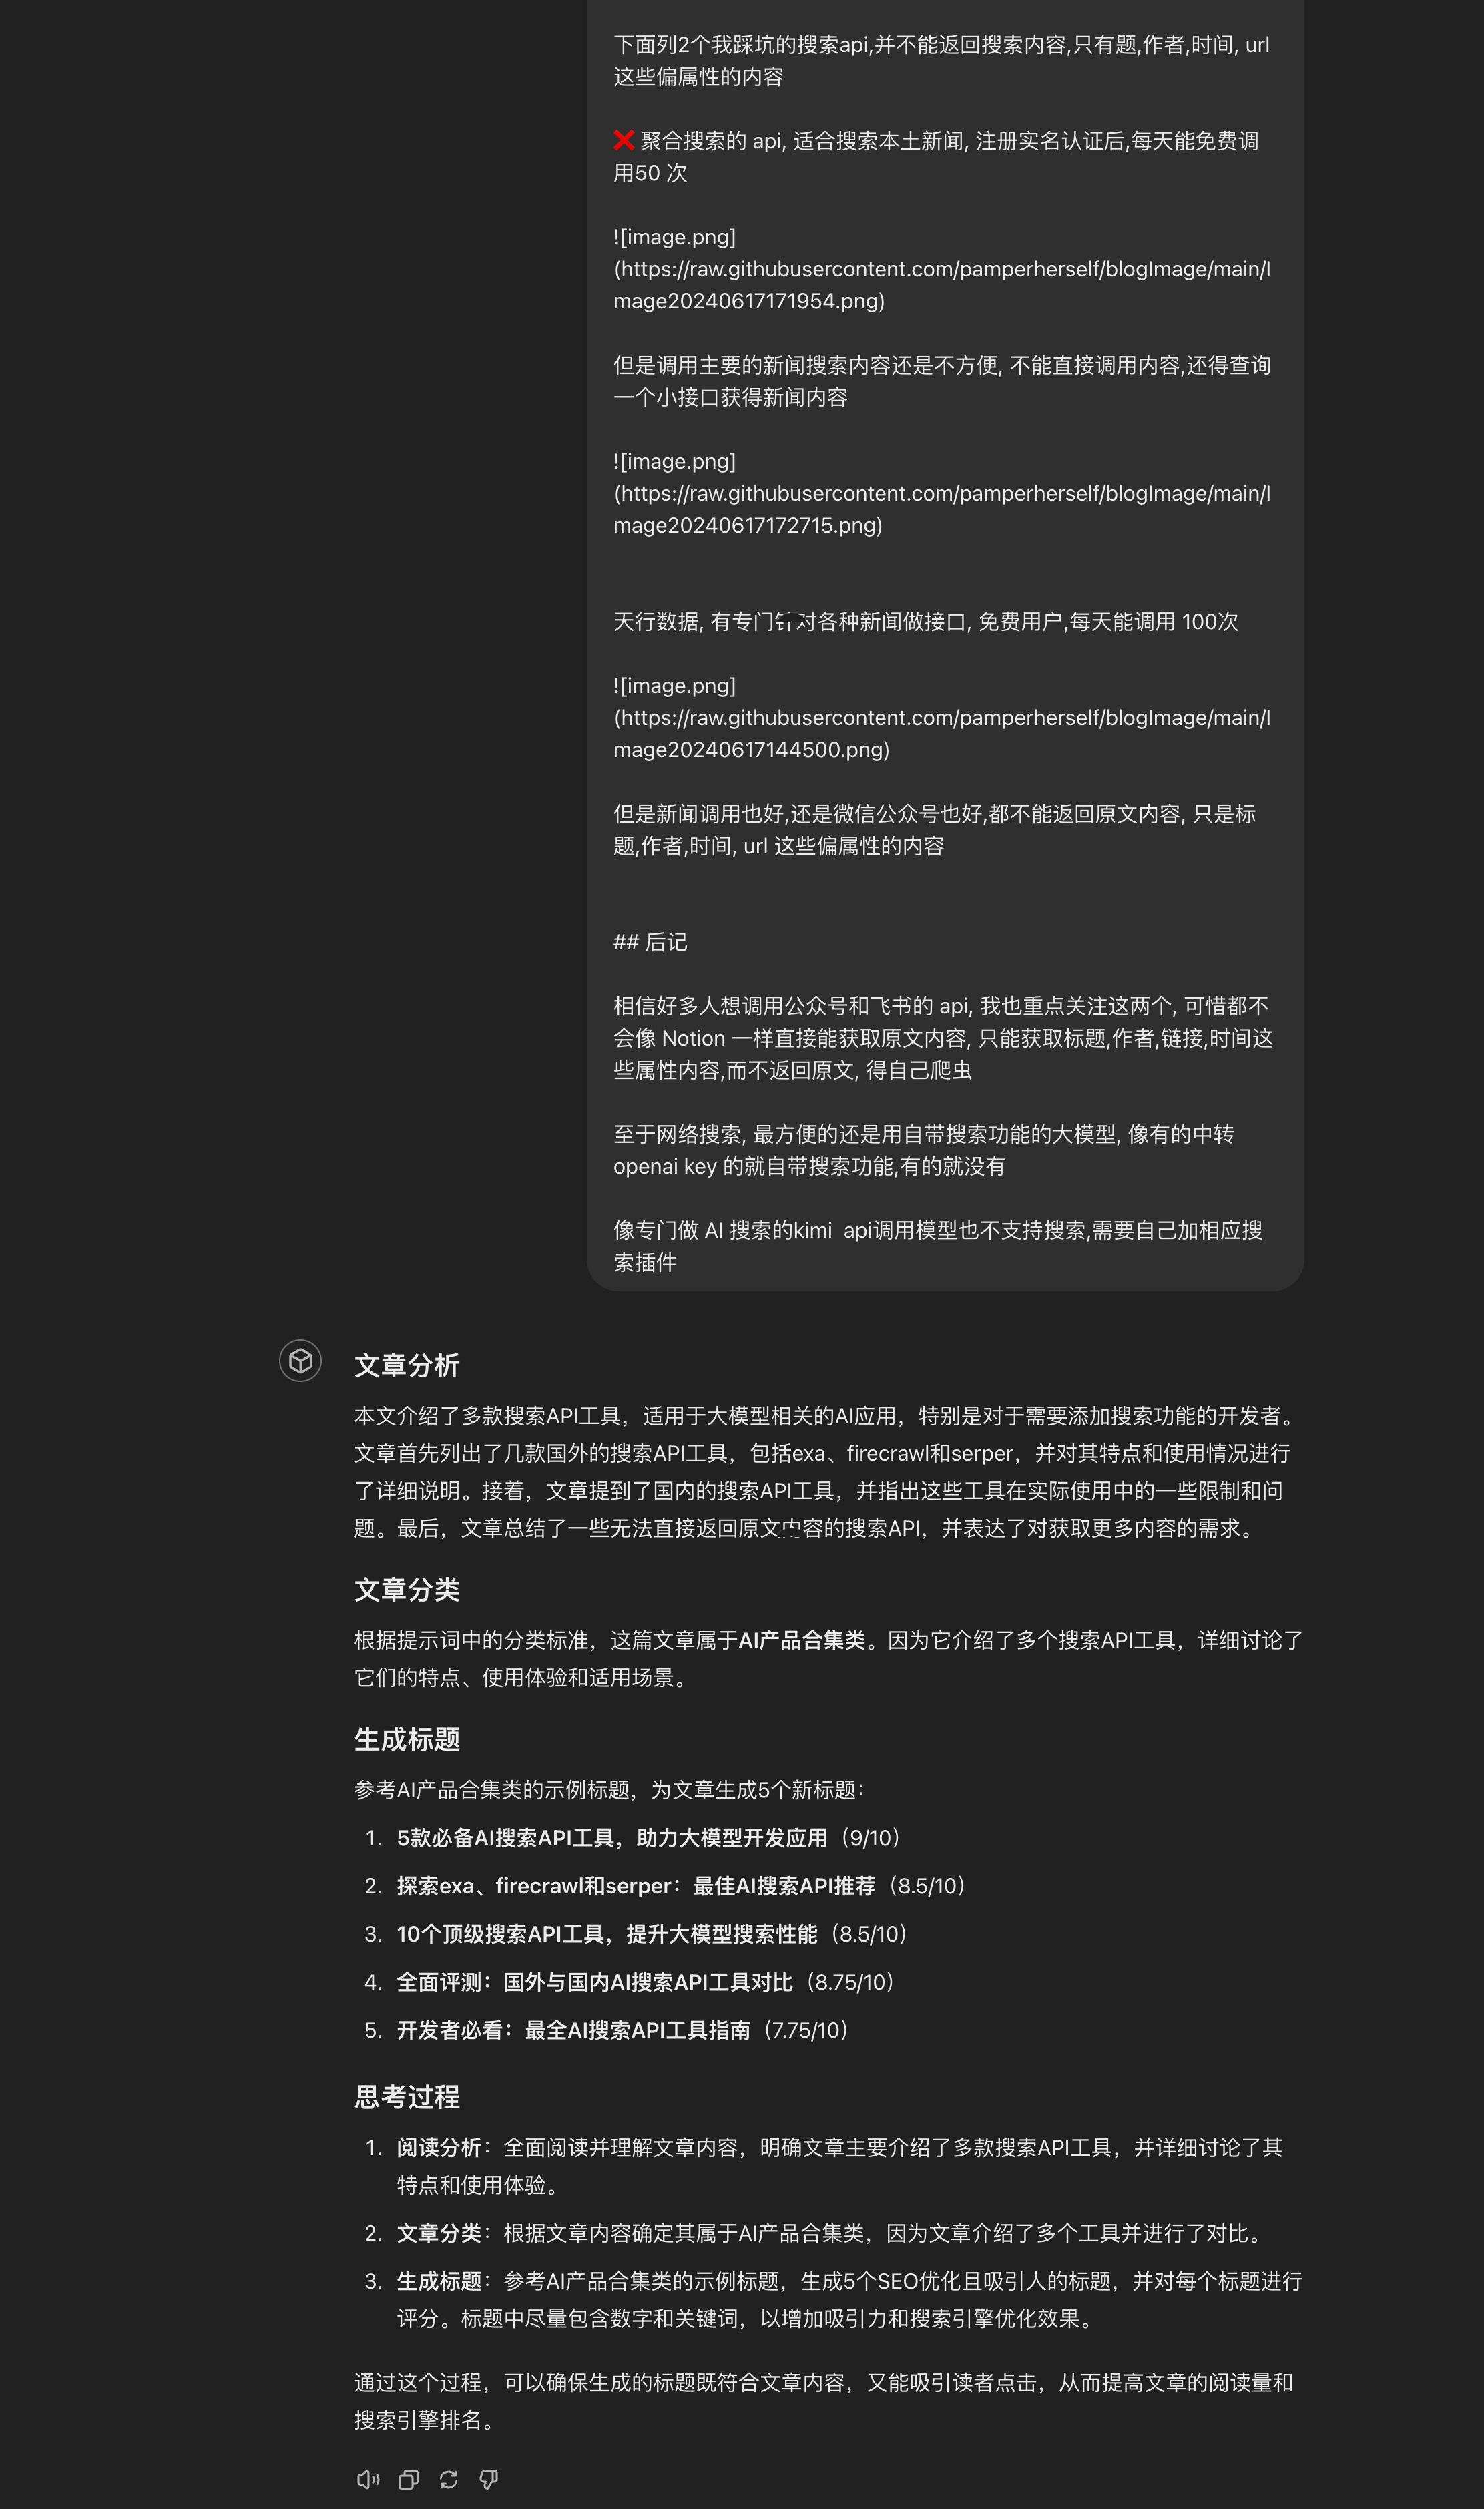 下面列2个我踩坑的搜索api,并不能返回搜索内容,只有题,作者,时间, url
这些偏属性的内容
❌ 聚合搜索的 api, 适合搜索本土新闻, 注册实名认证后,每天能免费调
用50 次
![image.png]
(https://raw.githubusercontent.com/pamperherself/blogImage/main/I
mage20240617171954.png)
但是调用主要的新闻搜索内容还是不方便, 不能直接调用内容,还得查询
一个小接口获得新闻内容
![image.png]
(https://raw.githubusercontent.com/pamperherself/blogImage/main/I
mage20240617172715.png)
天行数据, 有专门针对各种新闻做接口, 免费用户,每天能调用 100次
![image.png]
(https://raw.githubusercontent.com/pamperherself/blogImage/main/I
mage20240617144500.png)
但是新闻调用也好,还是微信公众号也好,都不能返回原文内容, 只是标
题,作者,时间, url 这些偏属性的内容
## 后记
相信好多人想调用公众号和飞书的 api, 我也重点关注这两个, 可惜都不
会像 Notion 一样直接能获取原文内容, 只能获取标题,作者,链接,时间这
些属性内容,而不返回原文, 得自己爬虫
至于网络搜索, 最方便的还是用自带搜索功能的大模型, 像有的中转
openai key 的就自带搜索功能,有的就没有
像专门做 AI 搜索的kimi  api调用模型也不支持搜索,需要自己加相应搜
索插件
文章分析
本文介绍了多款搜索API工具，适用于大模型相关的AI应用，特别是对于需要添加搜索功能的开发者。
文章首先列出了几款国外的搜索API工具，包括exa、firecrawl和serper，并对其特点和使用情况进行
了详细说明。接着，文章提到了国内的搜索API工具，并指出这些工具在实际使用中的一些限制和问
题。最后，文章总结了一些无法直接返回原文内容的搜索API，并表达了对获取更多内容的需求。
文章分类
根据提示词中的分类标准，这篇文章属于AI产品合集类。因为它介绍了多个搜索API工具，详细讨论了
它们的特点、使用体验和适用场景。
生成标题
参考AI产品合集类的示例标题，为文章生成5个新标题：
1. 5款必备AI搜索API工具，助力大模型开发应用（9/10）
2. 探索exa、firecrawl和serper：最佳AI搜索API推荐（8.5/10）
3. 10个顶级搜索API工具，提升大模型搜索性能（8.5/10）
4. 全面评测：国外与国内AI搜索API工具对比（8.75/10）
5. 开发者必看：最全AI搜索API工具指南（7.75/10）
思考过程
1. 阅读分析：全面阅读并理解文章内容，明确文章主要介绍了多款搜索API工具，并详细讨论了其
特点和使用体验。
2. 文章分类：根据文章内容确定其属于AI产品合集类，因为文章介绍了多个工具并进行了对比。
3. 生成标题：参考AI产品合集类的示例标题，生成5个SEO优化且吸引人的标题，并对每个标题进行
评分。标题中尽量包含数字和关键词，以增加吸引力和搜索引擎优化效果。
通过这个过程，可以确保生成的标题既符合文章内容，又能吸引读者点击，从而提高文章的阅读量和
搜索引擎排名。